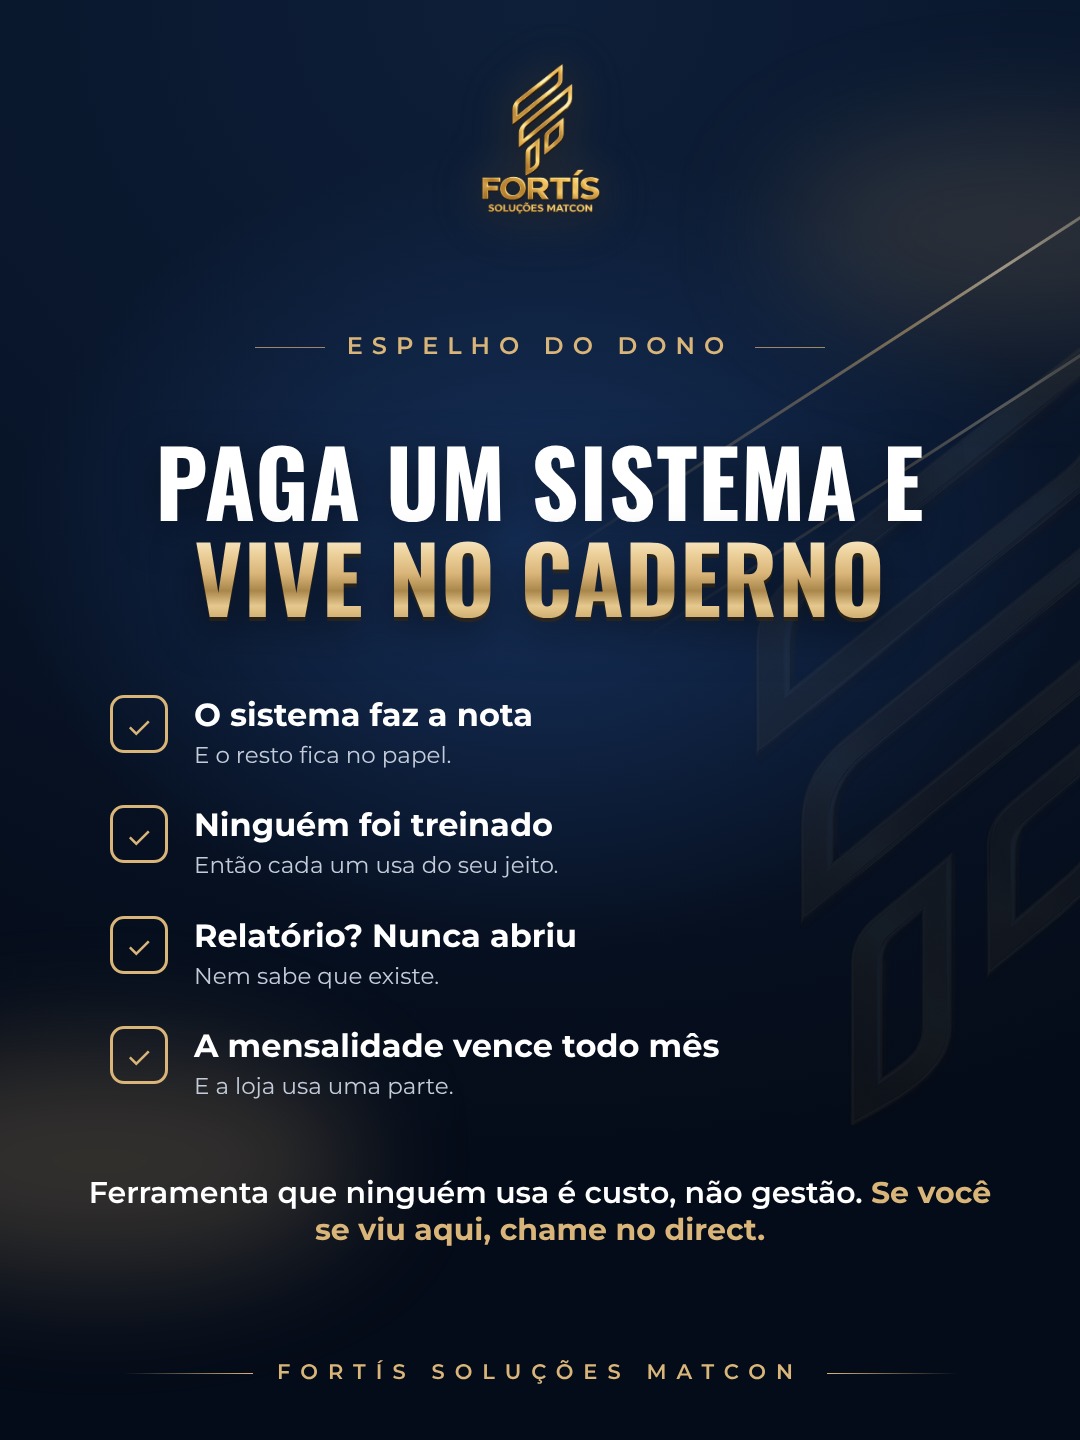 FORTÍS
SOLUÇÕES MATCON
ESPELHO DO DONO
PAGA UM SISTEMA E
VIVE NO CADERNO
O sistema faz a nota
E o resto fica no papel.
Ninguém foi treinado
Então cada um usa do seu jeito.
Relatório? Nunca abriu
Nem sabe que existe.
A mensalidade vence todo mês
E a loja usa uma parte.
Ferramenta que ninguém usa é custo, não gestão. Se você
se viu aqui, chame no direct.
FORTÍS SOLUÇÕES MATCON